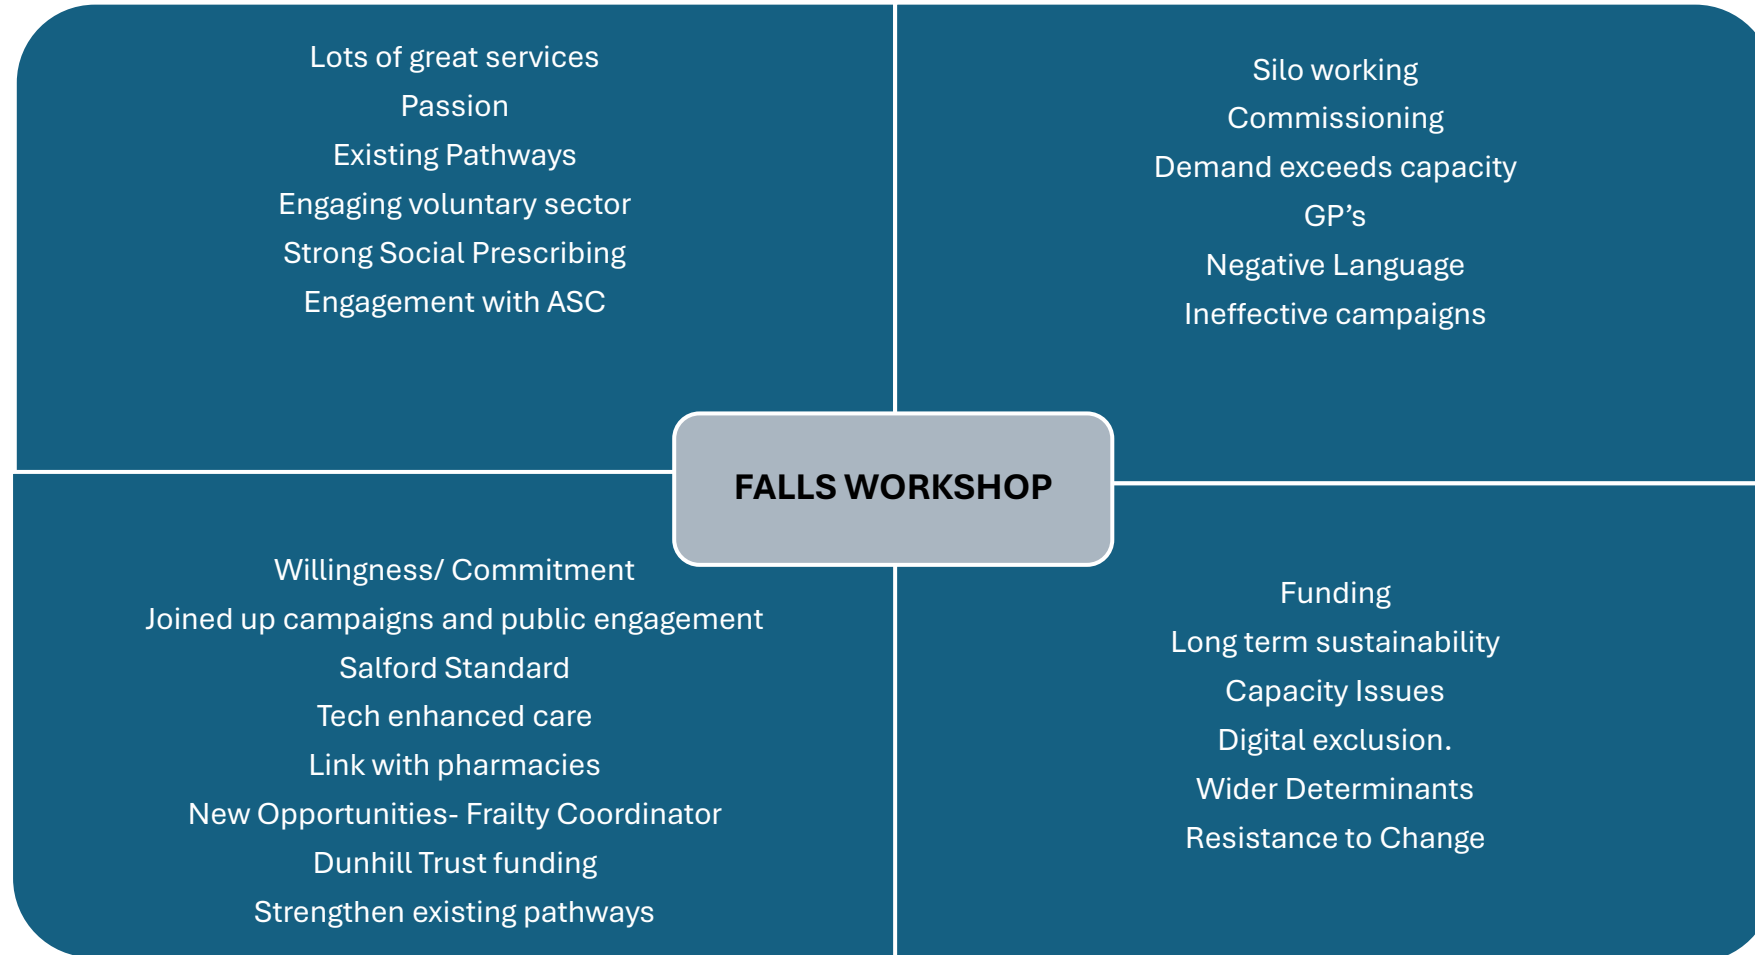 Lots of great services
Passion
Existing Pathways
Engaging voluntary sector
Strong Social Prescribing
Engagement with ASC
Silo working
Commissioning
Demand exceeds capacity
GP’s
Negative Language
Ineffective campaigns
FALLS WORKSHOP
Willingness/ Commitment
Joined up campaigns and public engagement
Salford Standard
Tech enhanced care
Link with pharmacies
New Opportunities- Frailty Coordinator
Dunhill Trust funding
Strengthen existing pathways
Funding
Long term sustainability
Capacity Issues
Digital exclusion.
Wider Determinants
Resistance to Change